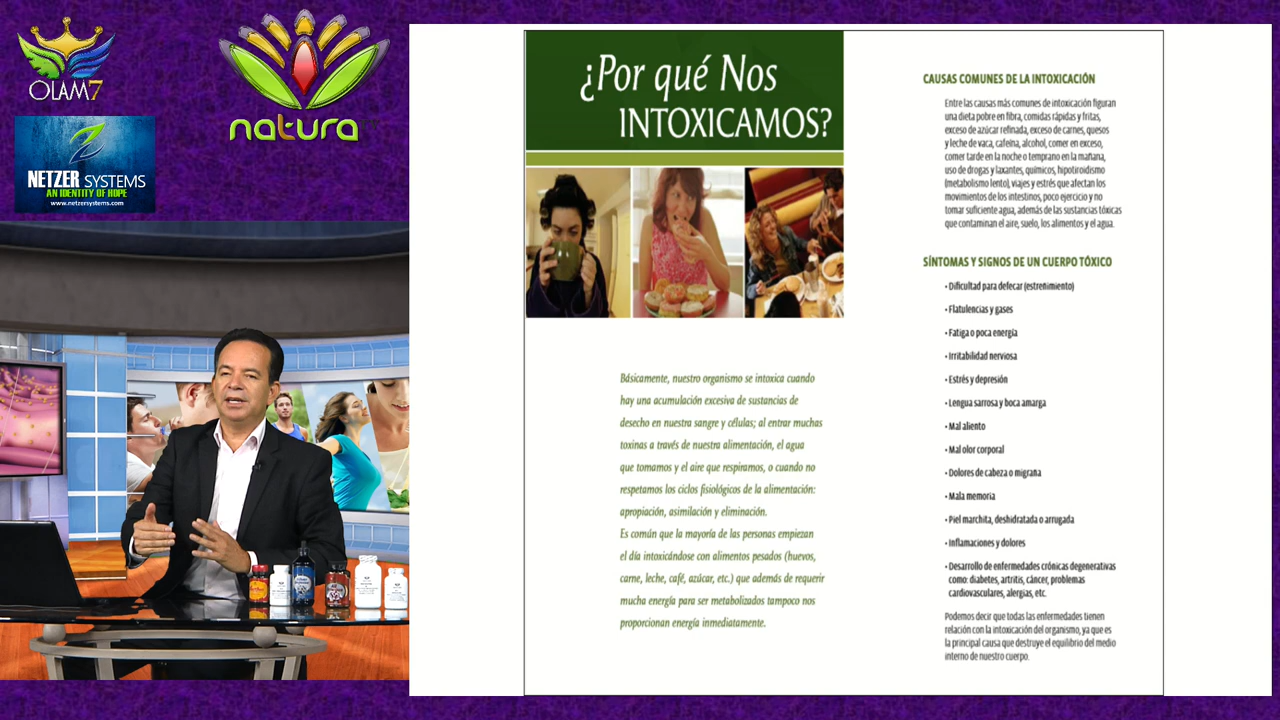 OLAM7
natura
NETZER SYSTEMS
AN IDENTITY OF HOPE
www.netzersystems.com
¿Por qué Nos
INTOXICAMOS?
Básicamente, nuestro organismo se intoxica cuando
hay una acumulación excesiva de sustancias de
desecho en nuestra sangre y células; al entrar muchas
toxinas a través de nuestra alimentación, el agua
que tomamos y el aire que respiramos, o cuando no
respetamos los ciclos fisiológicos de la alimentación:
apropiación, asimilación y eliminación.
Es común que la mayoría de las personas empiezan
el día intoxicándose con alimentos pesados (huevos,
carne, leche, café, azúcar, etc.) que además de requerir
mucha energía para ser metabolizados tampoco nos
proporcionan energía inmediatamente.
CAUSAS COMUNES DE LA INTOXICACIÓN
Entre las causas más comunes de intoxicación figuran
una dieta pobre en fibra, comidas rápidas y fritas,
exceso de azúcar refinada, exceso de carnes, quesos
y leche de vaca, cafeína, alcohol, comer en exceso,
comer tarde en la noche o temprano en la mañana,
uso de drogas y laxantes, químicos, hipotiroidismo
(metabolismo lento), viajes y estrés que afectan los
movimientos de los intestinos, poco ejercicio y no
tomar suficiente agua, además de las sustancias tóxicas
que contaminan el aire, suelo, los alimentos y el agua.
SÍNTOMAS Y SIGNOS DE UN CUERPO TÓXICO
• Dificultad para defecar (estreñimiento)
• Flatulencias y gases
• Fatiga o poca energía
• Irritabilidad nerviosa
• Estrés y depresión
• Lengua sarrosa y boca amarga
• Mal aliento
• Mal olor corporal
• Dolores de cabeza o migraña
• Mala memoria
• Piel marchita, deshidratada o arrugada
• Inflamaciones y dolores
• Desarrollo de enfermedades crónicas degenerativas
como: diabetes, artritis, cáncer, problemas
cardiovasculares, alergias, etc.
Podemos decir que todas las enfermedades tienen
relación con la intoxicación del organismo, ya que es
la principal causa que destruye el equilibrio del medio
interno de nuestro cuerpo.